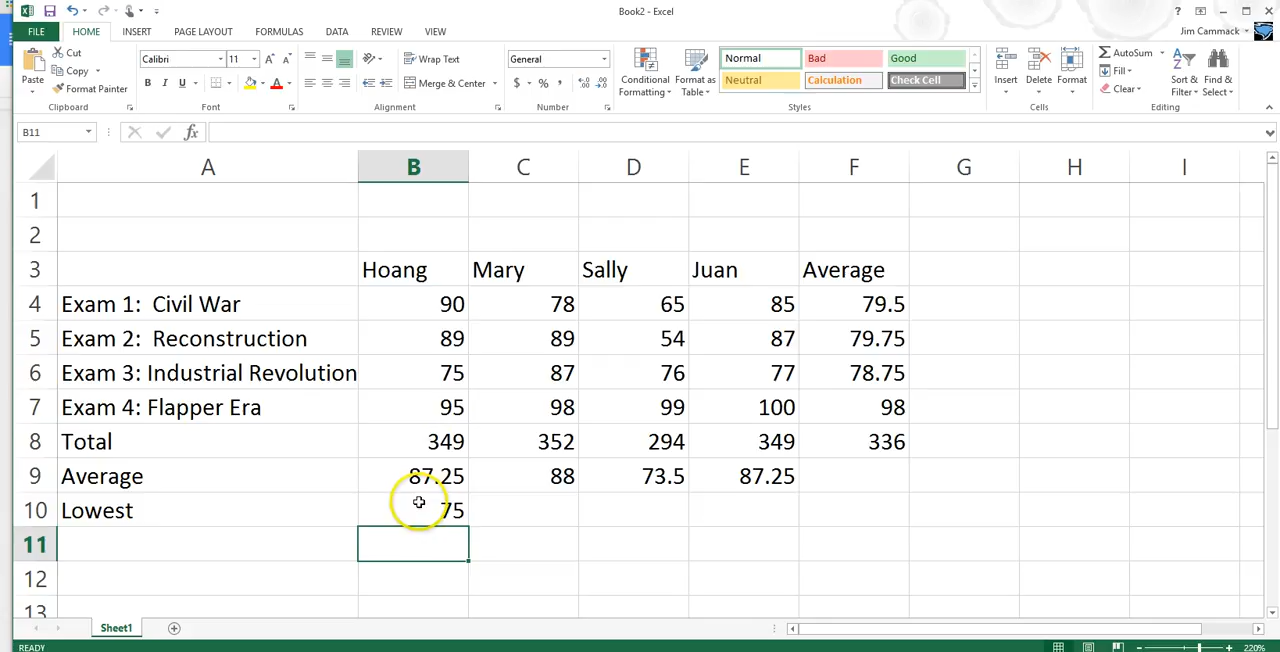 Book2 - Excel
FILE HOME INSERT PAGE LAYOUT FORMULAS DATA REVIEW VIEW Jim Cammack
Paste Cut Copy Format Painter Clipboard
Calibri 11 B I U A Font
Wrap Text Merge & Center Alignment
General $ % , Number
Conditional Formatting Format as Table Normal Bad Good Neutral Calculation Check Cell Styles
Insert Delete Format Cells
AutoSum Fill Clear Sort & Filter Find & Select Editing
B11 fx
A B C D E F G H I
1
2
3 Hoang Mary Sally Juan Average
4 Exam 1: Civil War 90 78 65 85 79.5
5 Exam 2: Reconstruction 89 89 54 87 79.75
6 Exam 3: Industrial Revolution 75 87 76 77 78.75
7 Exam 4: Flapper Era 95 98 99 100 98
8 Total 349 352 294 349 336
9 Average 87.25 88 73.5 87.25
10 Lowest 75
11
12
13
Sheet1
READY 220%